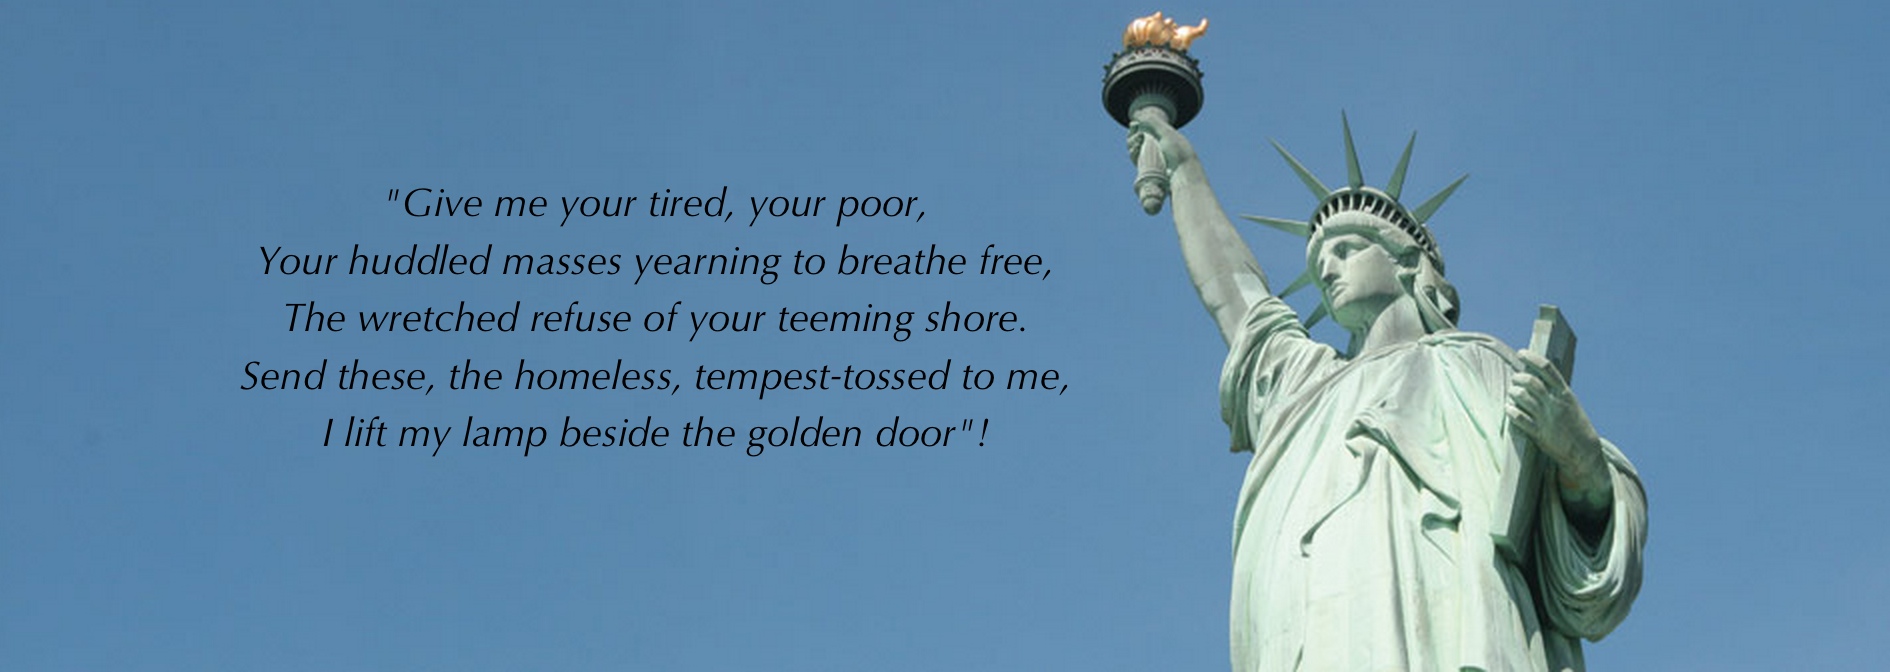 "Give me your tired, your poor,
Your huddled masses yearning to breathe free,
The wretched refuse of your teeming shore.
Send these, the homeless, tempest-tossed to me,
I lift my lamp beside the golden door"!